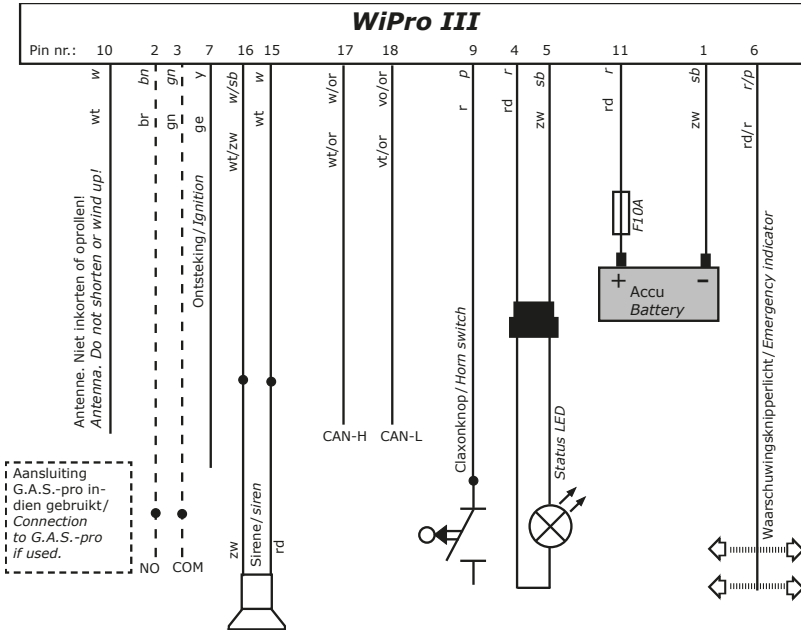 WiPro III
Pin nr.: 10 2 3 7 16 15 17 18 9 4 5 11 1 6
w bn gn y w/sb w w/or vo/or p r sb r sb r/p
wt br gn ge wt/zw wt wt/or vt/or r rd zw rd zw rd/r
Antenne. Niet inkorten of oprollen!
Antenna. Do not shorten or wind up!
Ontsteking/Ignition
F10A
+ -
Accu
Battery
Claxonknop/Horn switch
Status LED
Waarschuwingsknipperlicht/Emergency indicator
CAN-H CAN-L
Aansluiting
G.A.S.-pro in-
dien gebruikt/
Connection
to G.A.S.-pro
if used.
NO COM
zw
Sirene/siren
rd